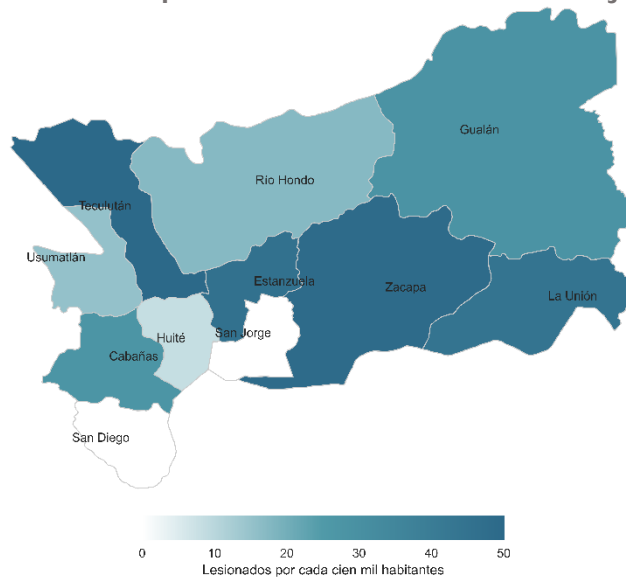 Gualán
Río Hondo
Teculután
Usumatlán
Estanzuela
Zacapa
La Unión
San Jorge
Huité
Cabañas
San Diego
0 10 20 30 40 50
Lesionados por cada cien mil habitantes